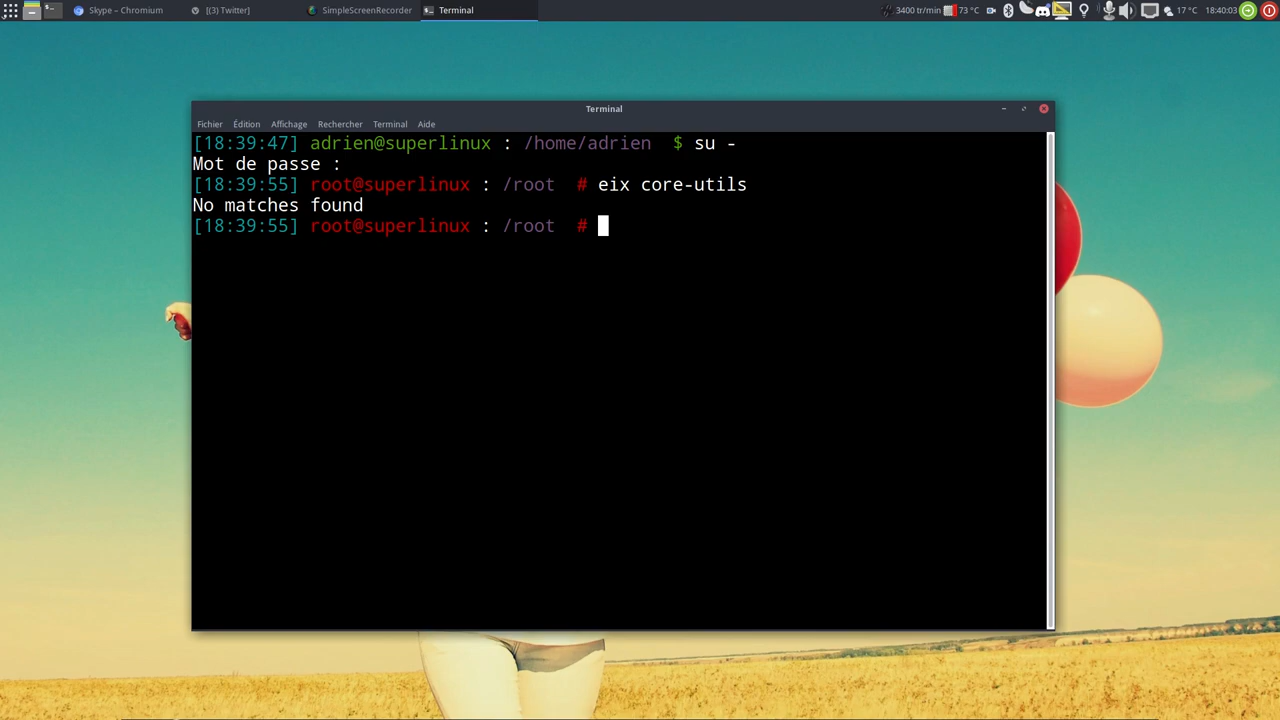 Skype – Chromium
[(3) Twitter]
SimpleScreenRecorder
Terminal
3400 tr/min
73 °C
17 °C
18:40:03
Terminal
Fichier Édition Affichage Rechercher Terminal Aide
[18:39:47] adrien@superlinux : /home/adrien $ su -
Mot de passe :
[18:39:55] root@superlinux : /root # eix core-utils
No matches found
[18:39:55] root@superlinux : /root #